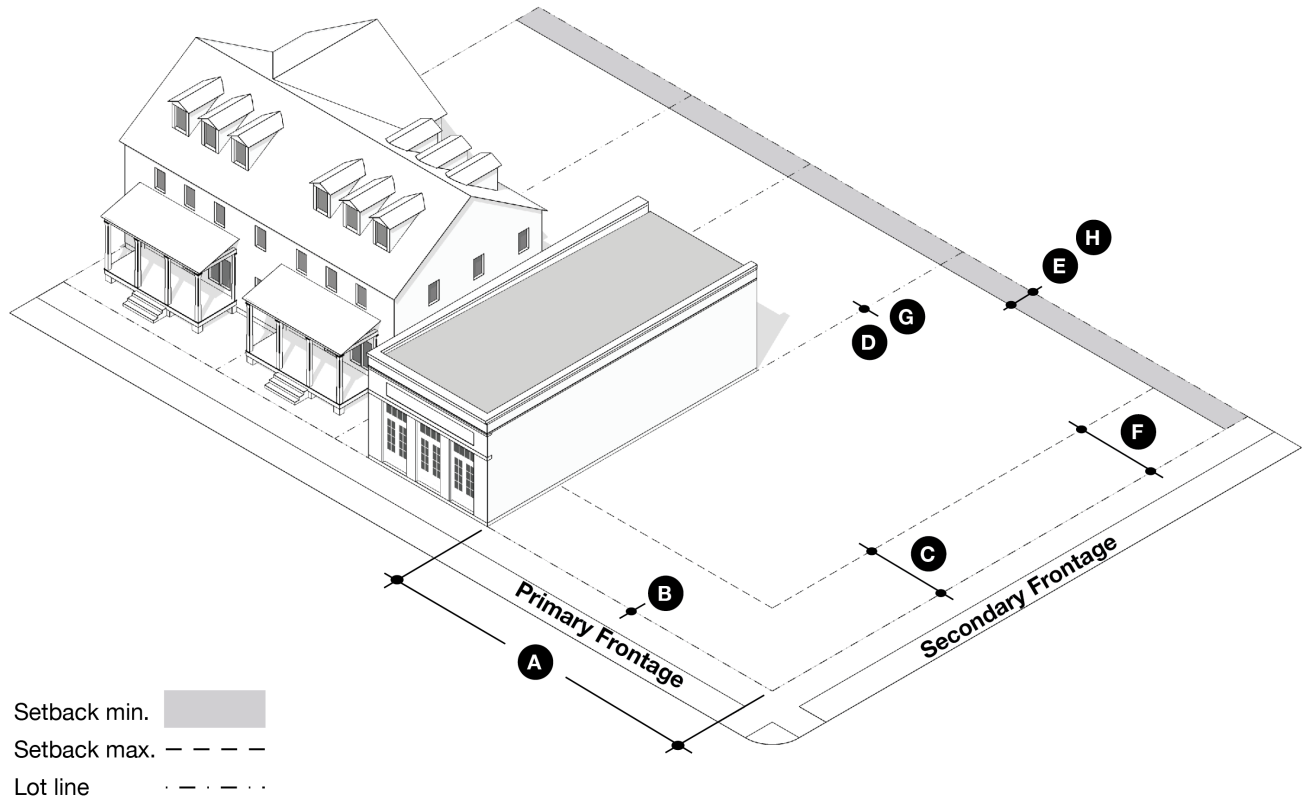 H
E
G
D
F
C
B
A
Primary Frontage
Secondary Frontage
Setback min.
Setback max.
Lot line